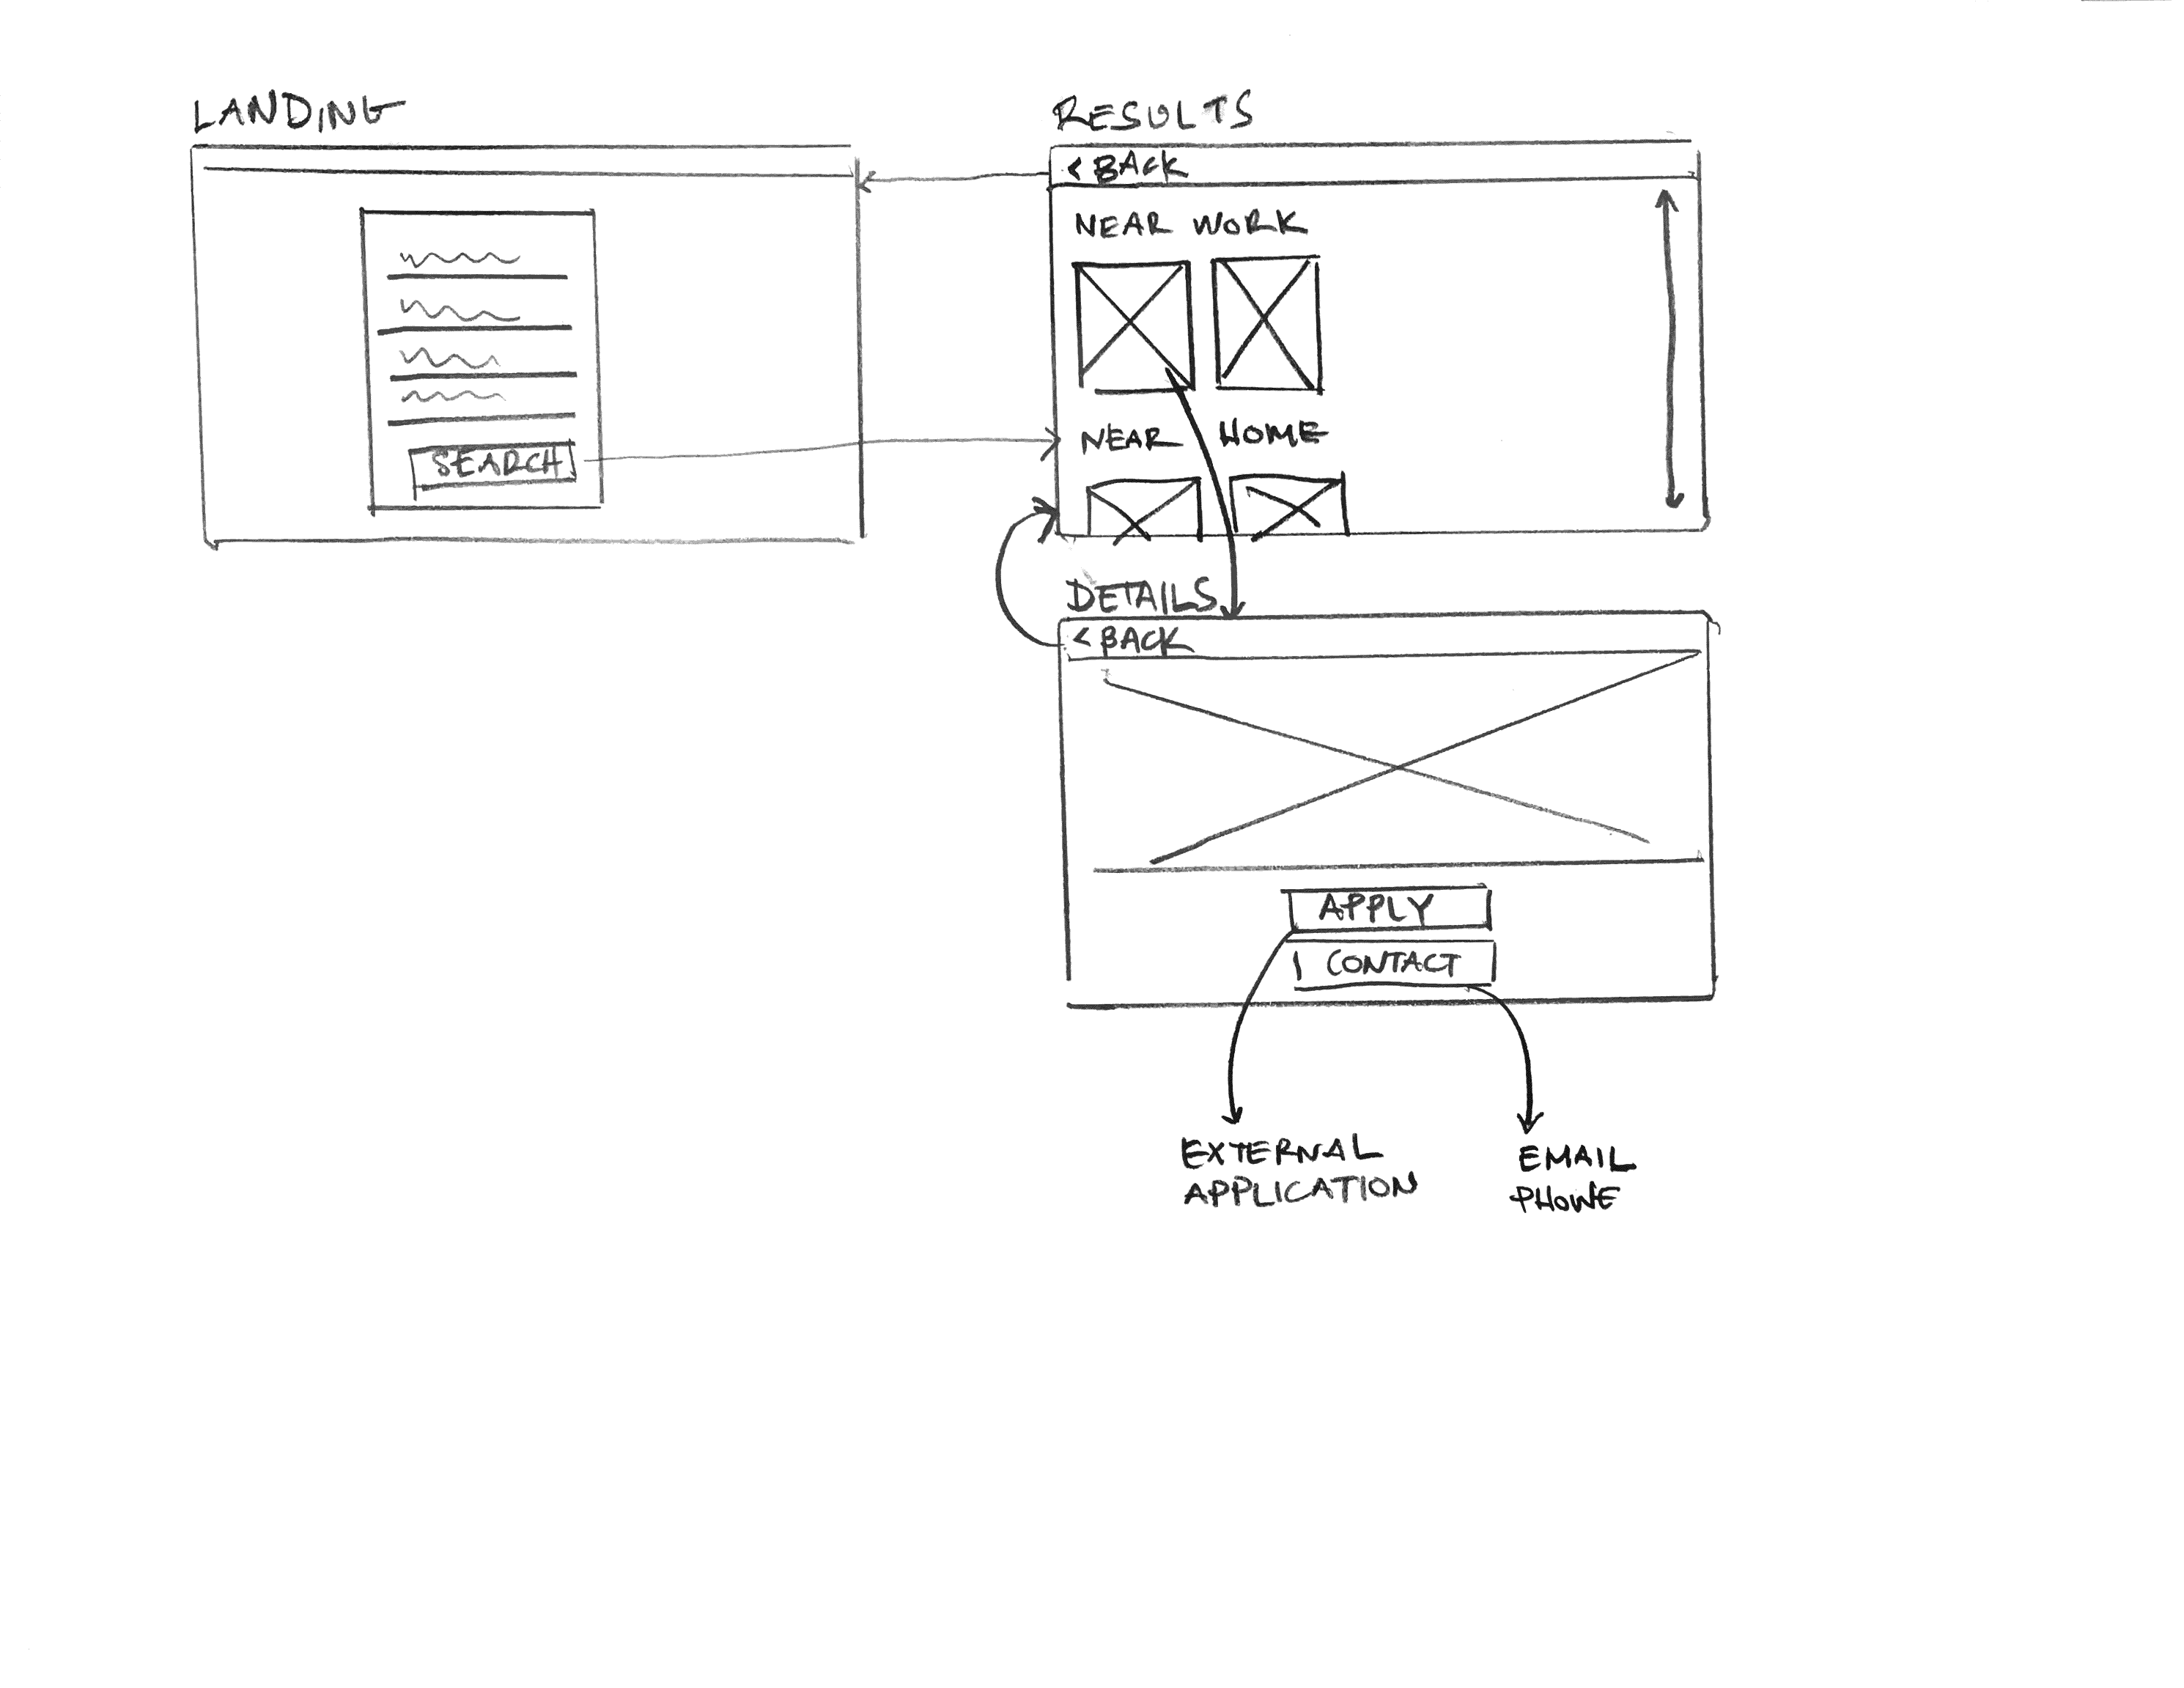 LANDING
SEARCH
RESULTS
< BACK
NEAR WORK
NEAR HOME
DETAILS
< BACK
APPLY
CONTACT
EXTERNAL
APPLICATION
EMAIL
PHONE